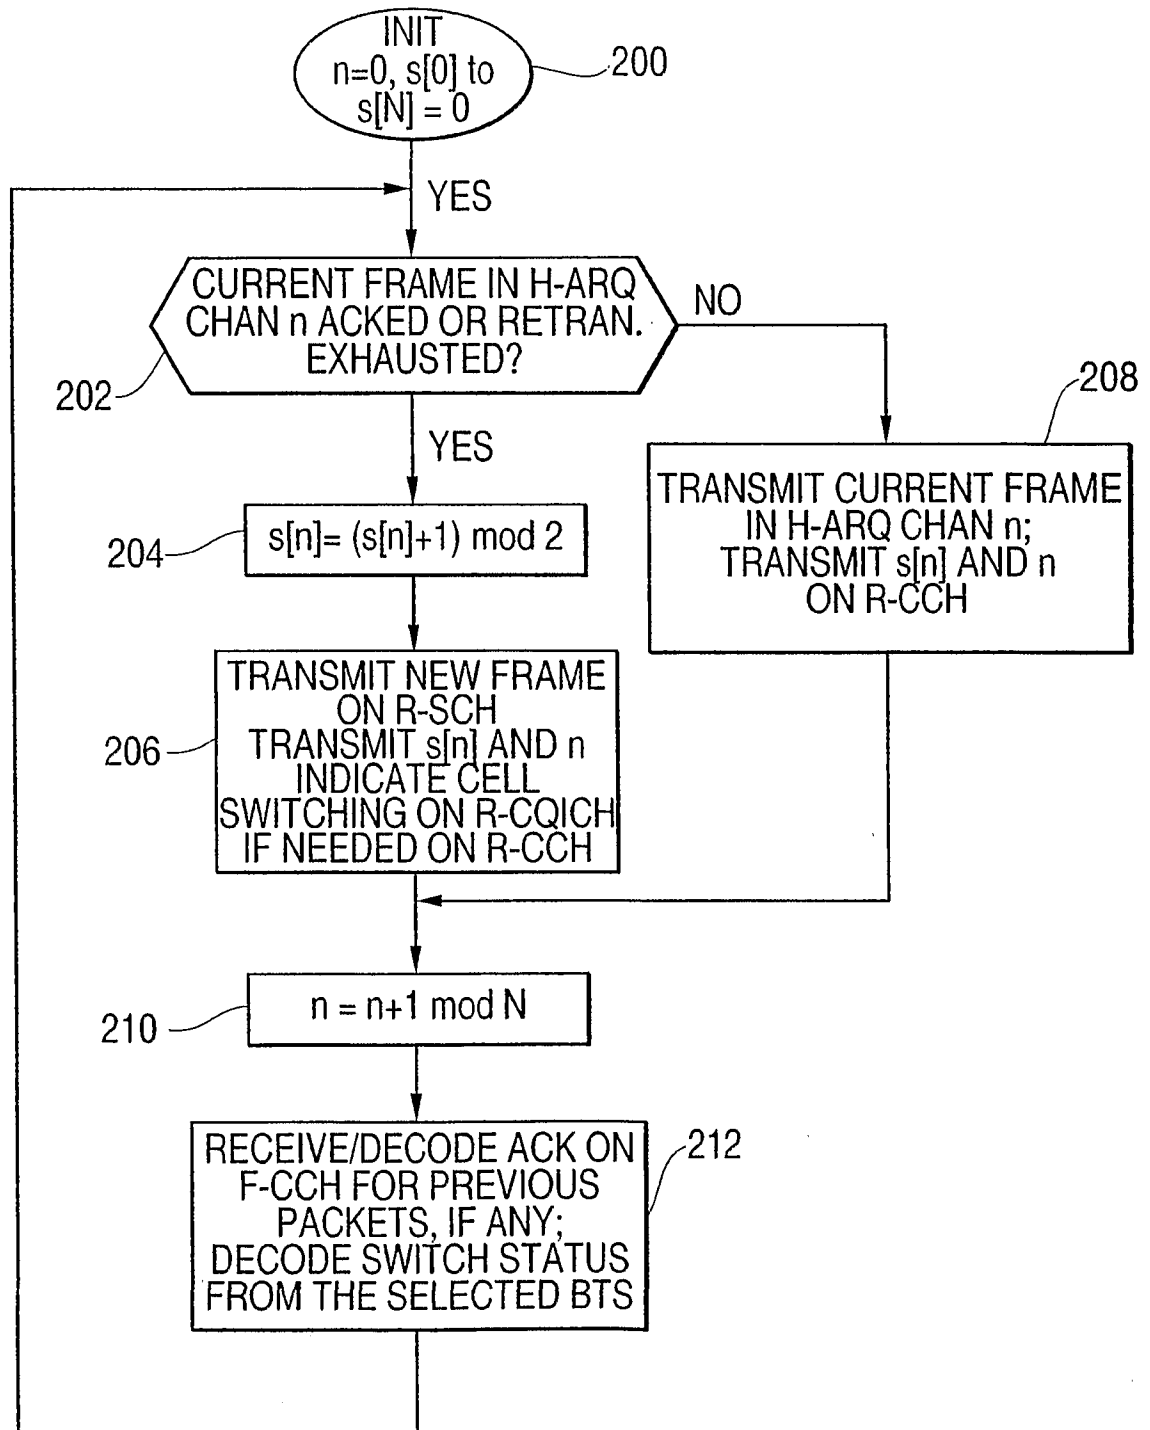 INIT
n=0, s[0] to
s[N] = 0
200
YES
CURRENT FRAME IN H-ARQ
CHAN n ACKED OR RETRAN.
EXHAUSTED?
202
NO
208
YES
TRANSMIT CURRENT FRAME
IN H-ARQ CHAN n;
TRANSMIT s[n] AND n
ON R-CCH
s[n]= (s[n]+1) mod 2
204
TRANSMIT NEW FRAME
ON R-SCH
TRANSMIT s[n] AND n
INDICATE CELL
SWITCHING ON R-CQICH
IF NEEDED ON R-CCH
206
n = n+1 mod N
210
RECEIVE/DECODE ACK ON
F-CCH FOR PREVIOUS
PACKETS, IF ANY;
DECODE SWITCH STATUS
FROM THE SELECTED BTS
212